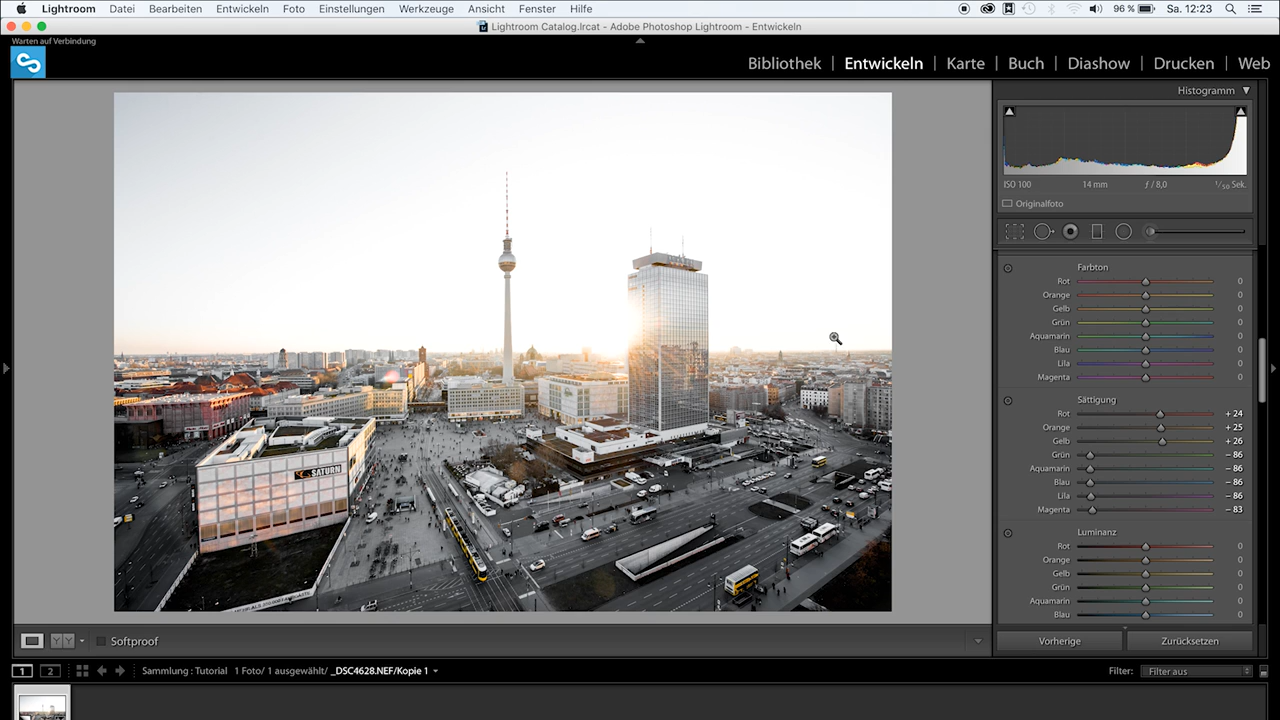 Lightroom Datei Bearbeiten Entwickeln Foto Einstellungen Werkzeuge Ansicht Fenster Hilfe 96 % Sa. 12:23
Lightroom Catalog.lrcat - Adobe Photoshop Lightroom - Entwickeln
Warten auf Verbindung
Bibliothek | Entwickeln | Karte | Buch | Diashow | Drucken | Web
Histogramm
ISO 100 14 mm ƒ / 8,0 1/50 Sek.
Originalfoto
Farbton
Rot 0
Orange 0
Gelb 0
Grün 0
Aquamarin 0
Blau 0
Lila 0
Magenta 0
Sättigung
Rot + 24
Orange + 25
Gelb + 26
Grün – 86
Aquamarin – 86
Blau – 86
Lila – 86
Magenta – 83
Luminanz
Rot 0
Orange 0
Gelb 0
Grün 0
Aquamarin 0
Blau 0
SATURN
Y Y Softproof
Vorherige Zurücksetzen
1 2 Sammlung : Tutorial 1 Foto/ 1 ausgewählt/ _DSC4628.NEF/Kopie 1 Filter: Filter aus